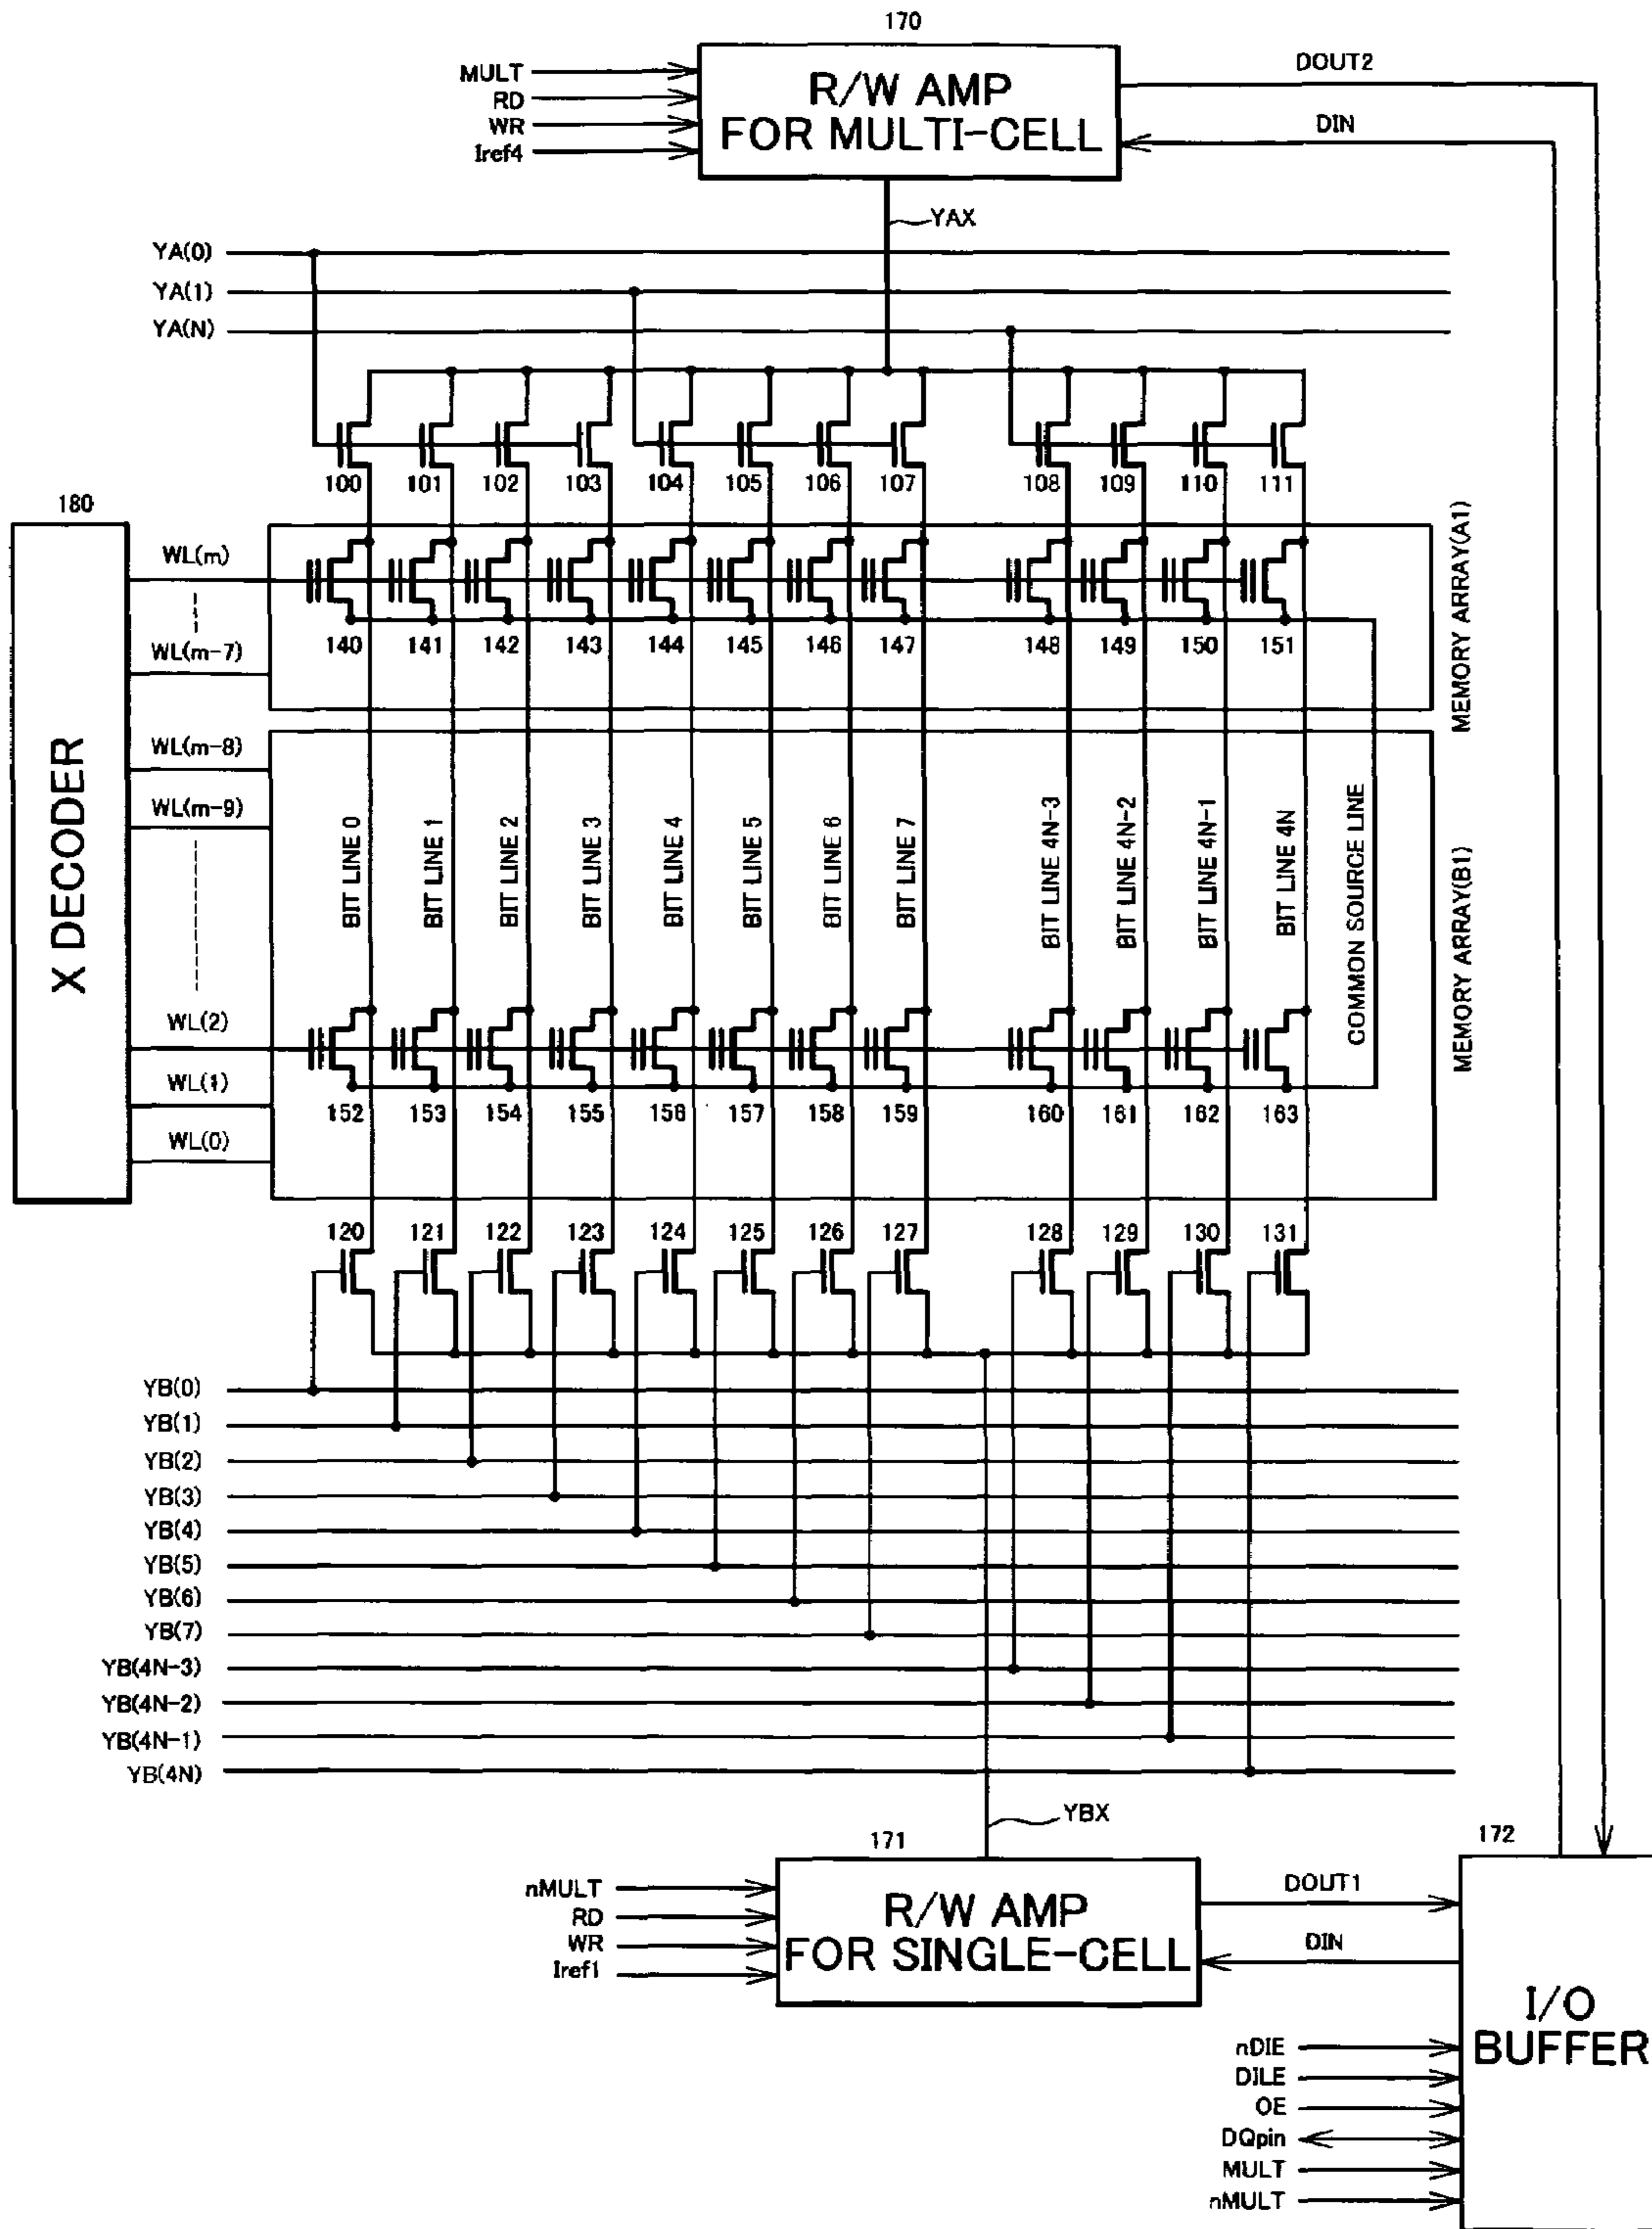 170
MULT
RD
WR
Iref4
R/W AMP
FOR MULTI-CELL
DOUT2
DIN
YAX
YA(0)
YA(1)
YA(N)
100 101 102 103 104 105 106 107 108 109 110 111
180
X DECODER
WL(m)
WL(m-7)
WL(m-8)
WL(m-9)
WL(2)
WL(1)
WL(0)
140 141 142 143 144 145 146 147 148 149 150 151
MEMORY ARRAY(A1)
BIT LINE 0
BIT LINE 1
BIT LINE 2
BIT LINE 3
BIT LINE 4
BIT LINE 5
BIT LINE 6
BIT LINE 7
BIT LINE 4N-3
BIT LINE 4N-2
BIT LINE 4N-1
BIT LINE 4N
COMMON SOURCE LINE
MEMORY ARRAY(B1)
152 153 154 155 156 157 158 159 160 161 162 163
120 121 122 123 124 125 126 127 128 129 130 131
YB(0)
YB(1)
YB(2)
YB(3)
YB(4)
YB(5)
YB(6)
YB(7)
YB(4N-3)
YB(4N-2)
YB(4N-1)
YB(4N)
YBX
171
nMULT
RD
WR
Iref1
R/W AMP
FOR SINGLE-CELL
DOUT1
DIN
172
I/O
BUFFER
nDIE
DILE
OE
DQpin
MULT
nMULT